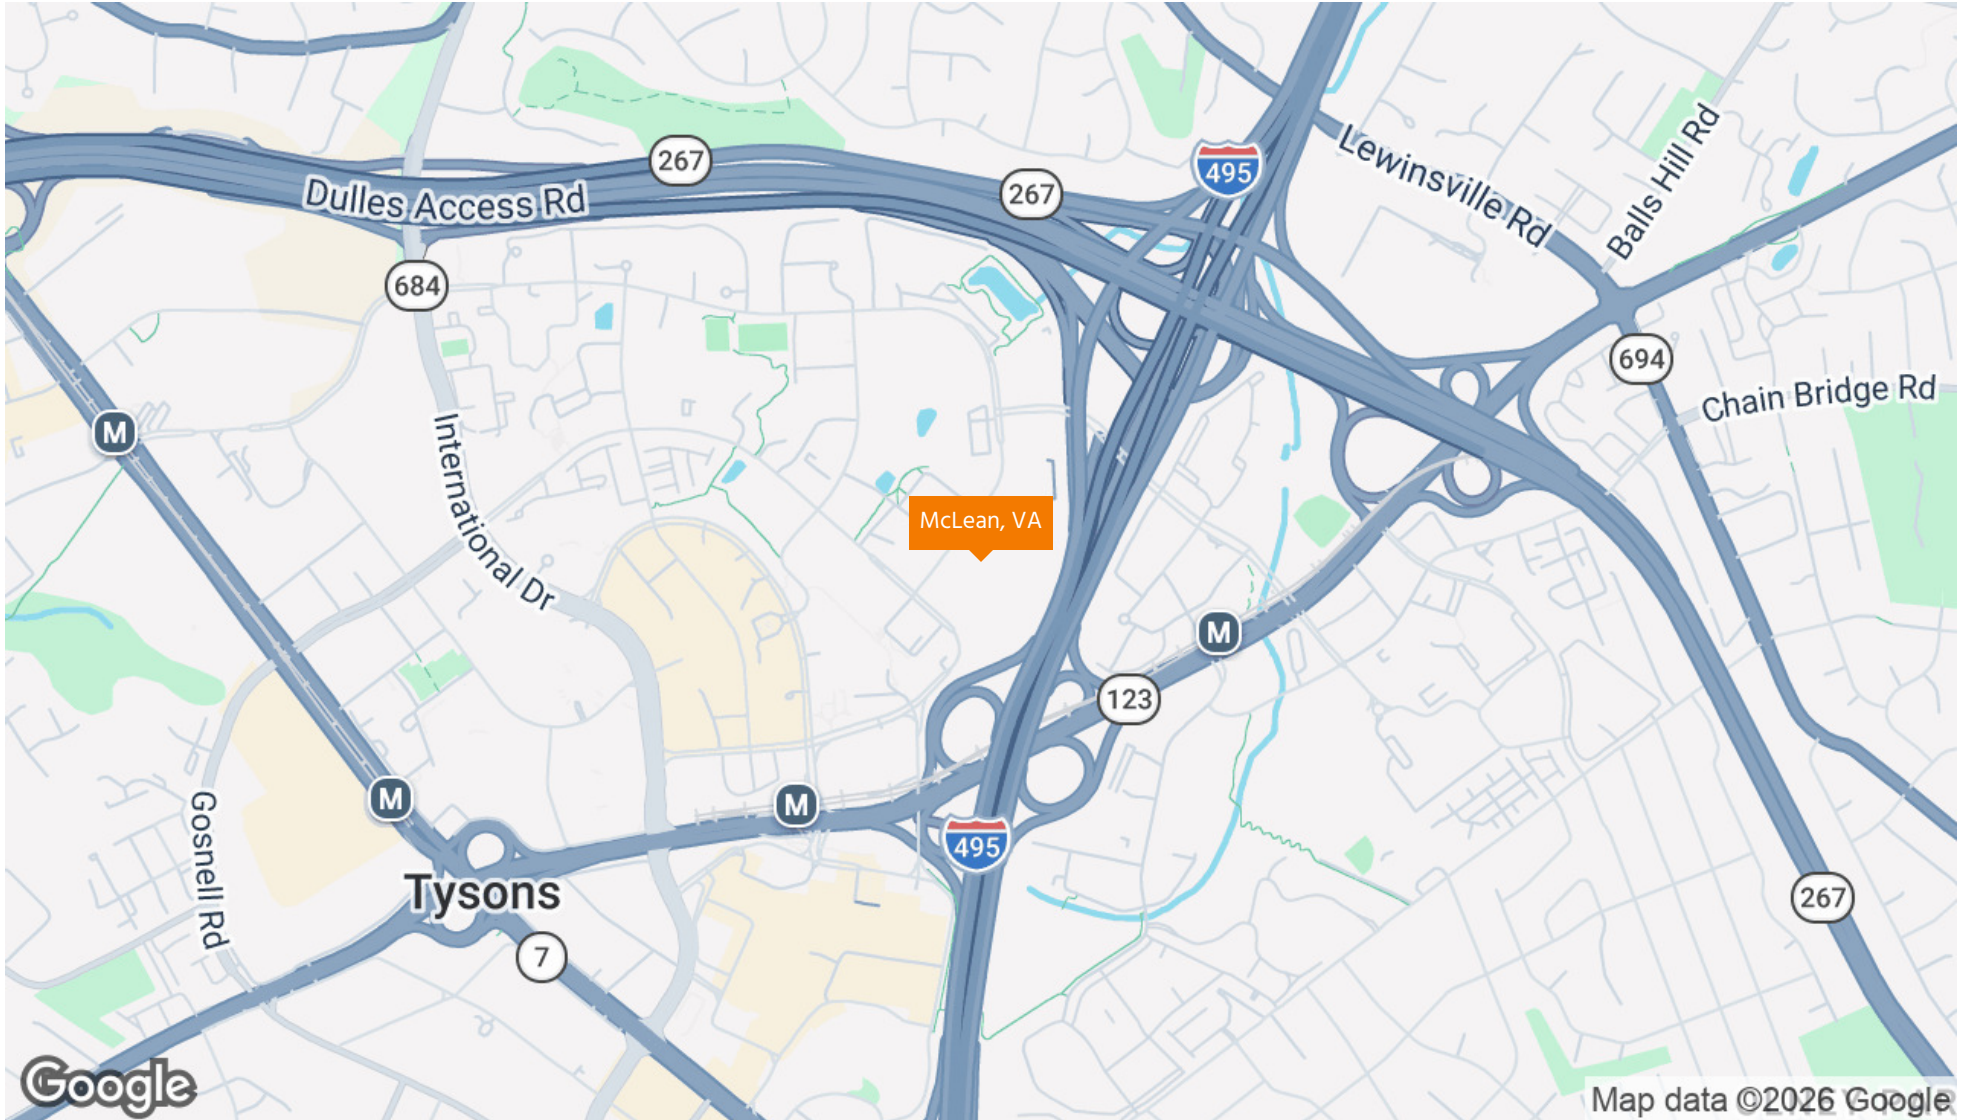 267
495
Lewinsville Rd
Balls Hill Rd
Dulles Access Rd
267
684
694
Chain Bridge Rd
M
International Dr
McLean, VA
M
123
M
M
495
Gosnell Rd
Tysons
267
7
Google
Map data ©2026 Google